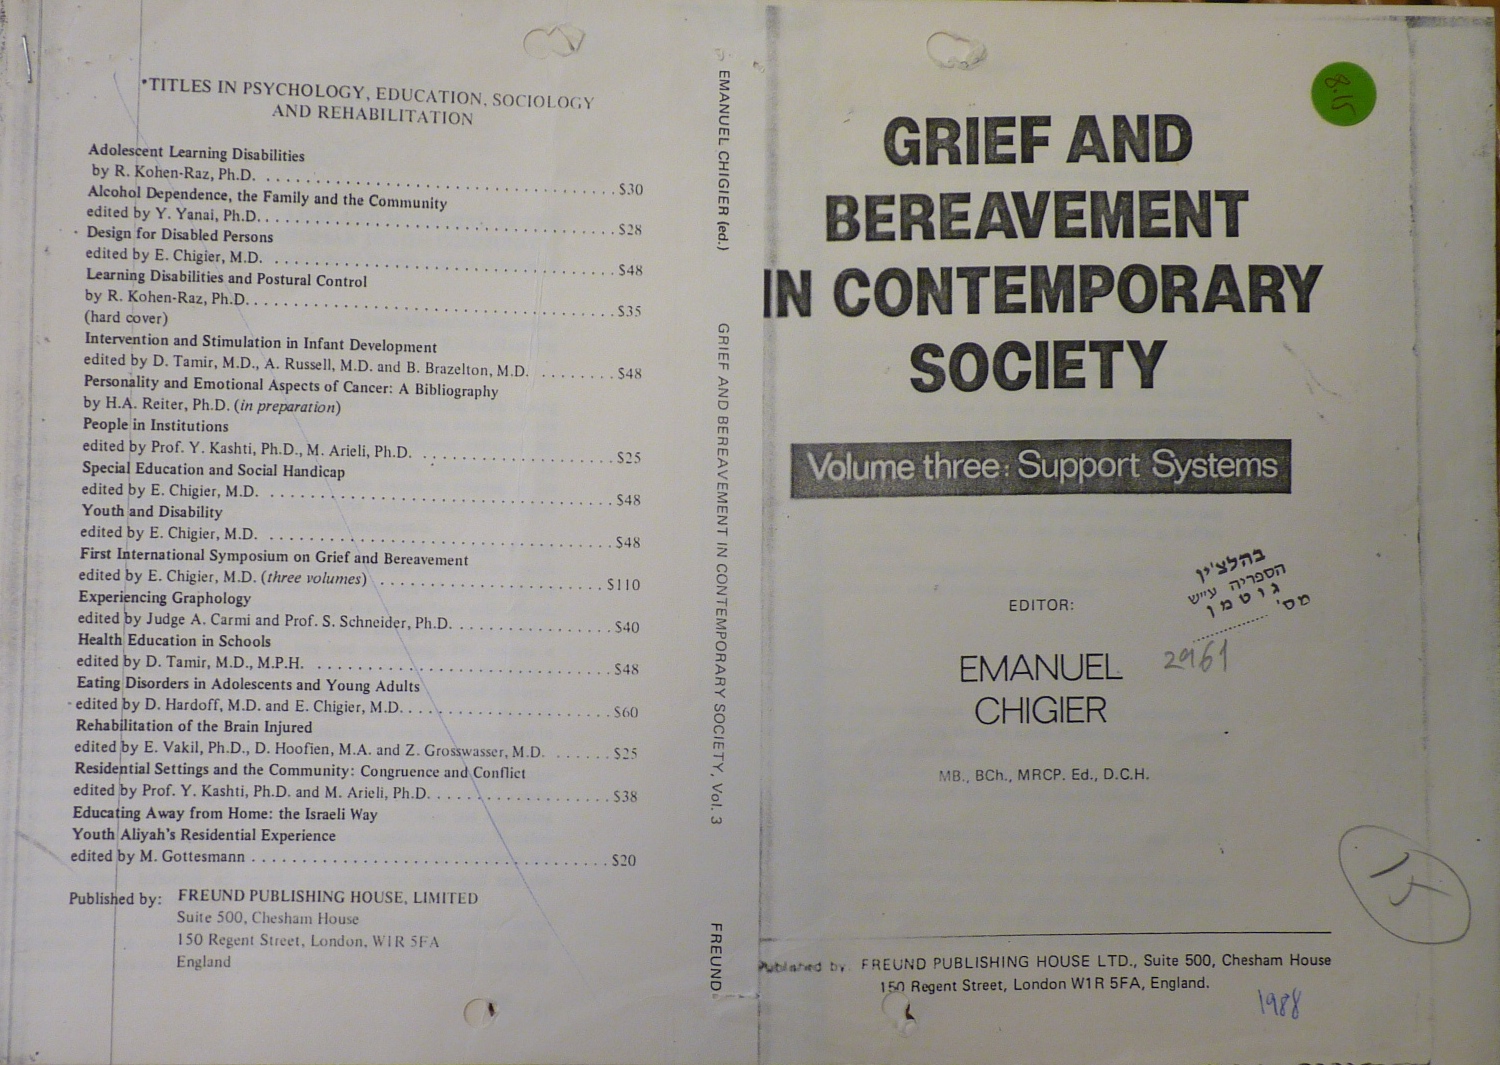 *TITLES IN PSYCHOLOGY, EDUCATION, SOCIOLOGY
AND REHABILITATION
Adolescent Learning Disabilities
by R. Kohen-Raz, Ph.D. ........ $30
Alcohol Dependence, the Family and the Community
edited by Y. Yanai, Ph.D. ........ $28
Design for Disabled Persons
edited by E. Chigier, M.D. ........ $48
Learning Disabilities and Postural Control
by R. Kohen-Raz, Ph.D. ........ $35
(hard cover)
Intervention and Stimulation in Infant Development
edited by D. Tamir, M.D., A. Russell, M.D. and B. Brazelton, M.D. ........ $48
Personality and Emotional Aspects of Cancer: A Bibliography
by H.A. Reiter, Ph.D. (in preparation)
People in Institutions
edited by Prof. Y. Kashti, Ph.D., M. Arieli, Ph.D. ........ $25
Special Education and Social Handicap
edited by E. Chigier, M.D. ........ $48
Youth and Disability
edited by E. Chigier, M.D. ........ $48
First International Symposium on Grief and Bereavement
edited by E. Chigier, M.D. (three volumes) ........ $110
Experiencing Graphology
edited by Judge A. Carmi and Prof. S. Schneider, Ph.D. ........ $40
Health Education in Schools
edited by D. Tamir, M.D., M.P.H. ........ $48
Eating Disorders in Adolescents and Young Adults
edited by D. Hardoff, M.D. and E. Chigier, M.D. ........ $60
Rehabilitation of the Brain Injured
edited by E. Vakil, Ph.D., D. Hoofien, M.A. and Z. Grosswasser, M.D. ........ $25
Residential Settings and the Community: Congruence and Conflict
edited by Prof. Y. Kashti, Ph.D. and M. Arieli, Ph.D. ........ $38
Educating Away from Home: the Israeli Way
Youth Aliyah's Residential Experience
edited by M. Gottesmann ........ $20
Published by: FREUND PUBLISHING HOUSE, LIMITED
Suite 500, Chesham House
150 Regent Street, London, W1R 5FA
England
EMANUEL CHIGIER (ed.) GRIEF AND BEREAVEMENT IN CONTEMPORARY SOCIETY, Vol. 3 FREUND
8.15
GRIEF AND
BEREAVEMENT
IN CONTEMPORARY
SOCIETY
Volume three: Support Systems
בהלצ'ין
הספריה ע״ש
גוטמן
מס'
2961
EDITOR:
EMANUEL
CHIGIER
MB., BCh., MRCP. Ed., D.C.H.
Published by: FREUND PUBLISHING HOUSE LTD., Suite 500, Chesham House
150 Regent Street, London W1R 5FA, England.
1988